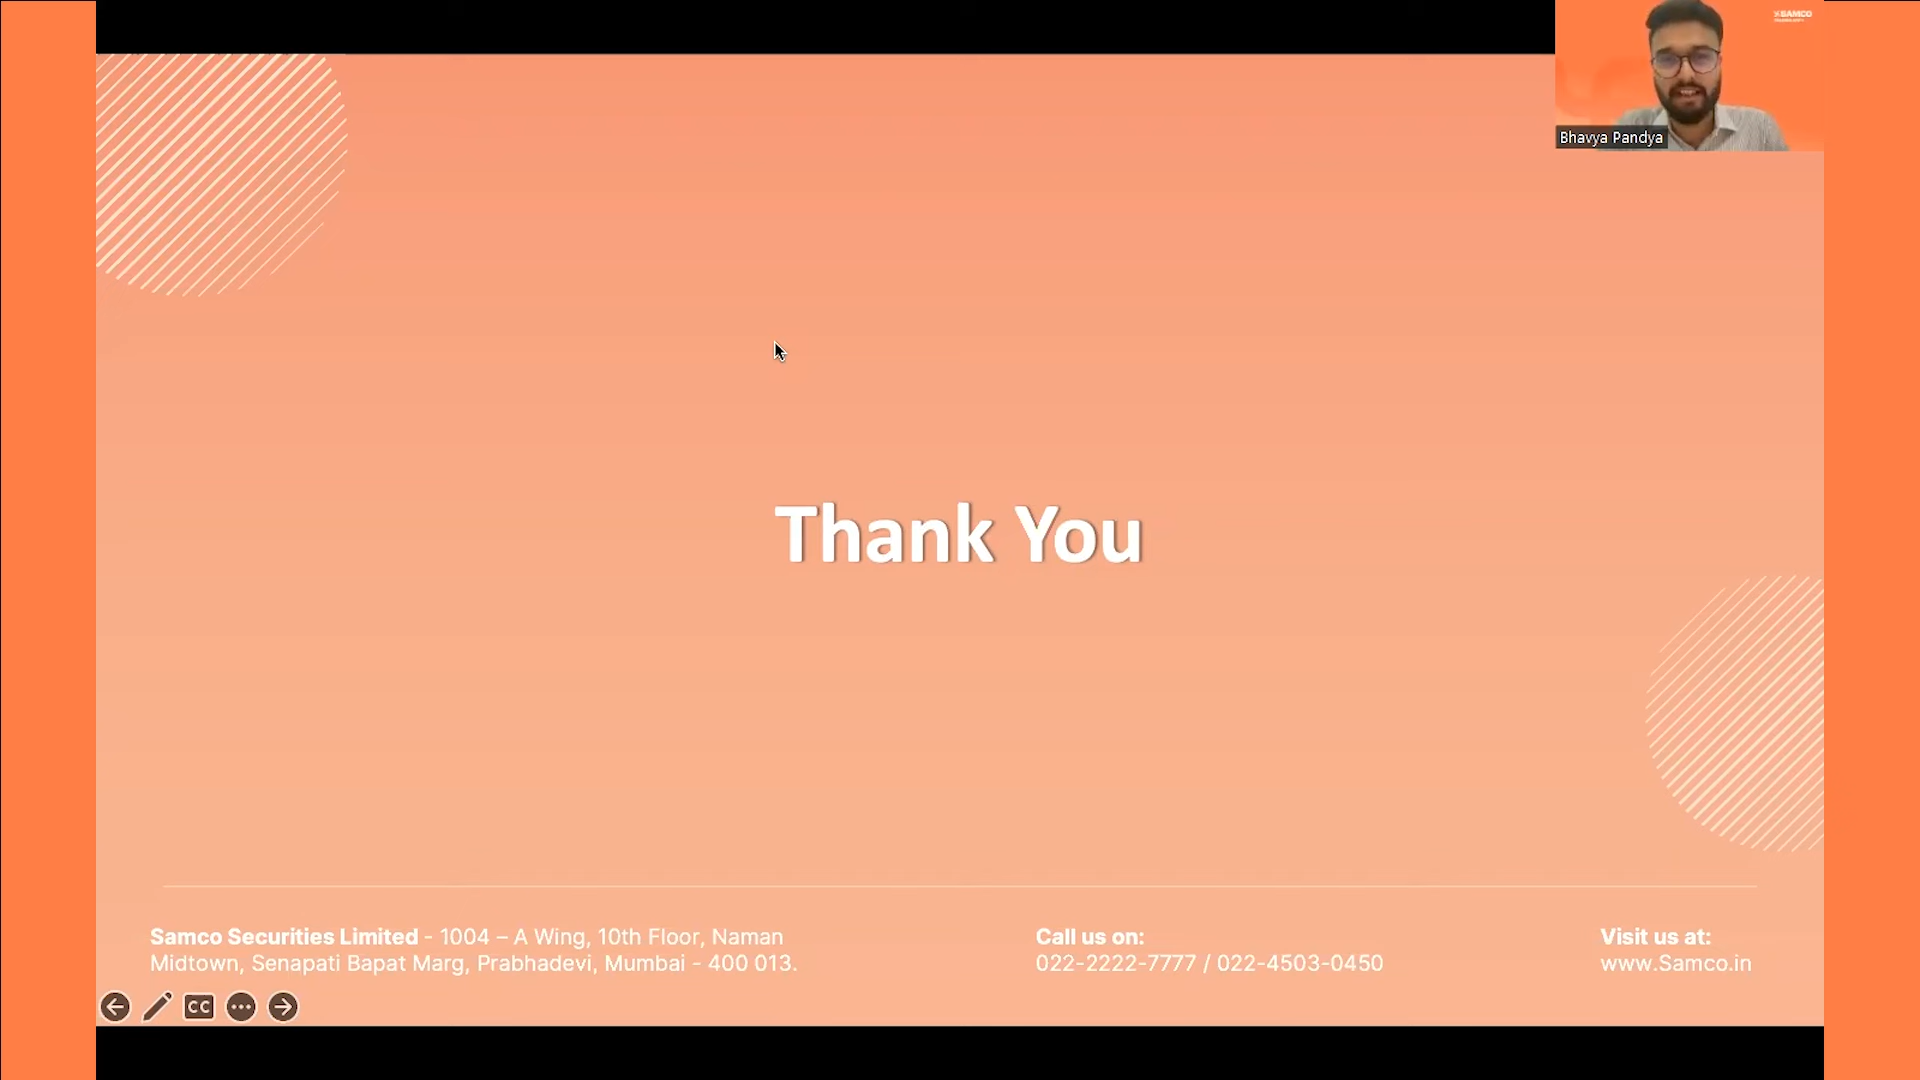 SAMCO
Bhavya Pandya
Thank You
Samco Securities Limited - 1004 – A Wing, 10th Floor, Naman
Midtown, Senapati Bapat Marg, Prabhadevi, Mumbai - 400 013.
Call us on:
022-2222-7777 / 022-4503-0450
Visit us at:
www.Samco.in
CC